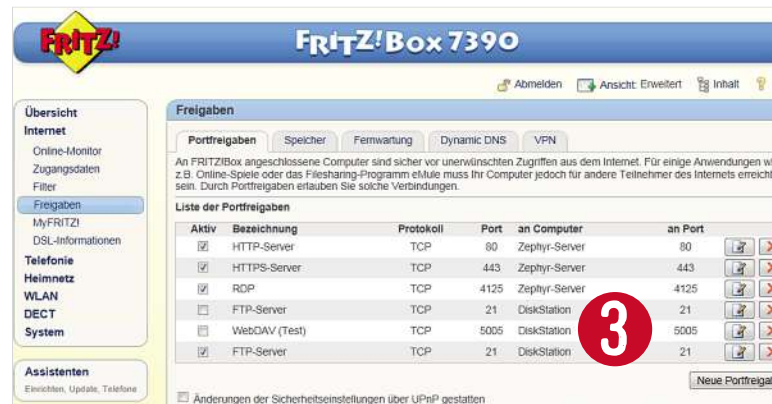 FRITZ!
FRITZ!Box 7390
Abmelden Ansicht: Erweitert Inhalt
Übersicht
Internet
Online-Monitor
Zugangsdaten
Filter
Freigaben
MyFRITZ!
DSL-Informationen
Telefonie
Heimnetz
WLAN
DECT
System
Assistenten
Einrichten, Update, Telefone
Freigaben
Portfreigaben Speicher Fernwartung Dynamic DNS VPN
An FRITZ!Box angeschlossene Computer sind sicher vor unerwünschten Zugriffen aus dem Internet. Für einige Anwendungen
z.B. Online-Spiele oder das Filesharing-Programm eMule muss Ihr Computer jedoch für andere Teilnehmer des Internets erreicht
sein. Durch Portfreigaben erlauben Sie solche Verbindungen.
Liste der Portfreigaben
Aktiv Bezeichnung Protokoll Port an Computer an Port
HTTP-Server TCP 80 Zephyr-Server 80
HTTPS-Server TCP 443 Zephyr-Server 443
RDP TCP 4125 Zephyr-Server 4125
FTP-Server TCP 21 DiskStation 21
WebDAV (Test) TCP 5005 DiskStation 5005
FTP-Server TCP 21 DiskStation 21
3
Neue Portfreiga
Änderungen der Sicherheitseinstellungen über UPnP gestatten